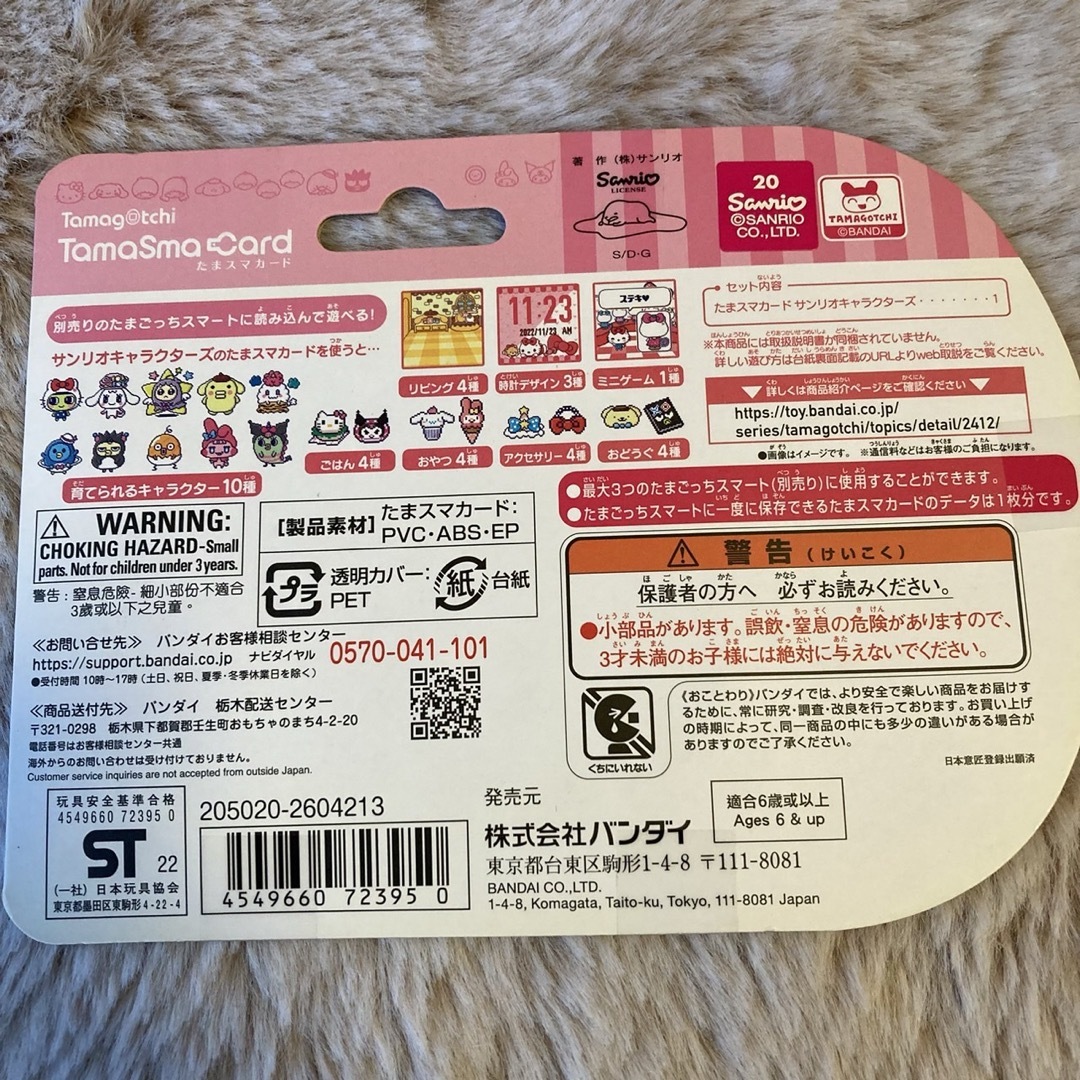 Tamagotchi
TamaSma Card
たまスマカード
著作(株)サンリオ
Sanrio
LICENSE
S/D・G
20
Sanrio
©SANRIO
CO.,LTD.
TAMAGOTCHI
©BANDAI
別売りのたまごっちスマートに読み込んで遊べる!
サンリオキャラクターズのたまスマカードを使うと…
育てられるキャラクター10種
リビング 4種
11:23
2022/11/23 AM
時計デザイン 3種
ステキ♥
ミニゲーム 1種
ごはん 4種
おやつ 4種
アクセサリー 4種
おどうぐ 4種
セット内容
たまスマカード サンリオキャラクターズ・・・・・・・1
※本商品には取扱説明書が同梱されていません。
詳しい遊び方は台紙裏面記載のURLよりweb取説をご覧ください。
▼詳しくは商品紹介ページをご確認ください▼
https://toy.bandai.co.jp/
series/tamagotchi/topics/detail/2412/
●画像はイメージです。 ※通信料などはお客様のご負担になります。
●最大3つのたまごっちスマート(別売り)に使用することができます。
●たまごっちスマートに一度に保存できるたまスマカードのデータは1枚分です。
WARNING:
CHOKING HAZARD-Small
parts. Not for children under 3 years.
警告:窒息危險-細小部份不適合
3歲或以下之兒童。
【製品素材】たまスマカード:
PVC・ABS・EP
プラ
透明カバー:
PET
紙
台紙
警告(けいこく)
保護者の方へ 必ずお読みください。
●小部品があります。誤飲・窒息の危険がありますので、
3才未満のお子様には絶対に与えないでください。
くちにいれない
《おことわり》バンダイでは、より安全で楽しい商品をお届けす
るために、常に研究・調査・改良を行っております。お買い上げ
の時期によって、同一商品の中にも多少の違いがある場合が
ありますのでご了承ください。
日本意匠登録出願済
≪お問い合せ先≫ バンダイお客様相談センター
https://support.bandai.co.jp ナビダイヤル 0570-041-101
●受付時間 10時〜17時(土日、祝日、夏季・冬季休業日を除く)
≪商品送付先≫ バンダイ 栃木配送センター
〒321-0298 栃木県下都賀郡壬生町おもちゃのまち4-2-20
電話番号はお客様相談センター共通
海外からのお問い合わせは受け付けておりません。
Customer service inquiries are not accepted from outside Japan.
玩具安全基準合格
4549660 72395 0
ST 22
(一社)日本玩具協会
東京都墨田区東駒形4-22-4
205020-2604213
4549660 72395 0
発売元
株式会社バンダイ
東京都台東区駒形1-4-8 〒111-8081
BANDAI CO.,LTD.
1-4-8, Komagata, Taito-ku, Tokyo, 111-8081 Japan
適合6歲或以上
Ages 6 & up